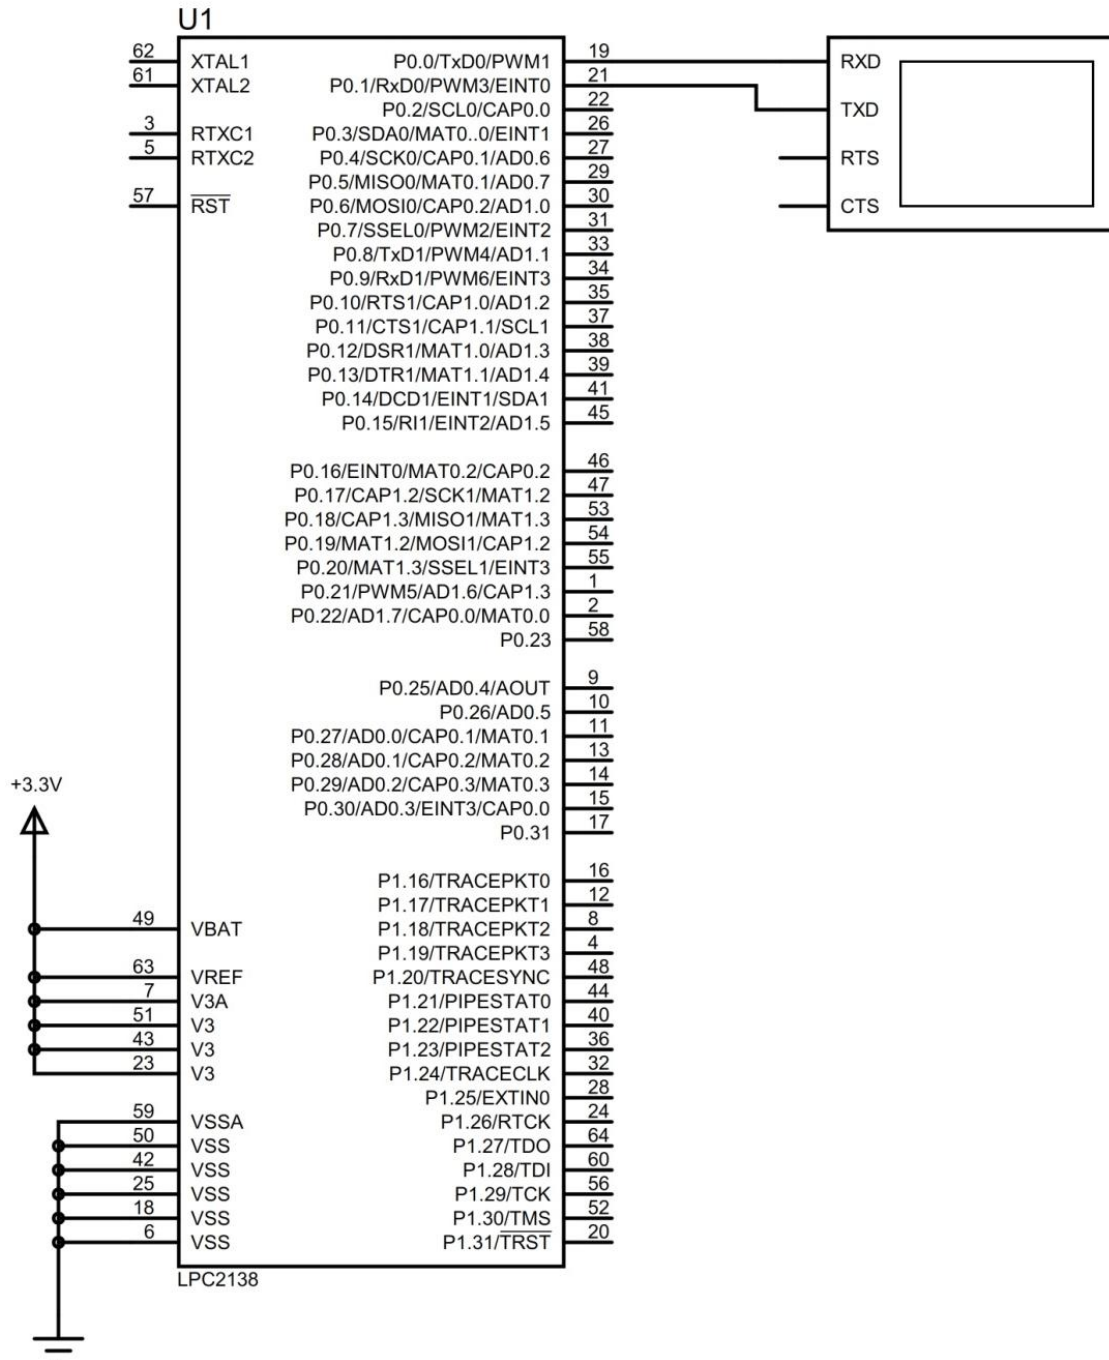 U1
62 XTAL1 P0.0/TxD0/PWM1 19 RXD
61 XTAL2 P0.1/RxD0/PWM3/EINT0 21
P0.2/SCL0/CAP0.0 22 TXD
3 RTXC1 P0.3/SDA0/MAT0..0/EINT1 26
5 RTXC2 P0.4/SCK0/CAP0.1/AD0.6 27 RTS
P0.5/MISO0/MAT0.1/AD0.7 29
57 RST P0.6/MOSI0/CAP0.2/AD1.0 30 CTS
P0.7/SSEL0/PWM2/EINT2 31
P0.8/TxD1/PWM4/AD1.1 33
P0.9/RxD1/PWM6/EINT3 34
P0.10/RTS1/CAP1.0/AD1.2 35
P0.11/CTS1/CAP1.1/SCL1 37
P0.12/DSR1/MAT1.0/AD1.3 38
P0.13/DTR1/MAT1.1/AD1.4 39
P0.14/DCD1/EINT1/SDA1 41
P0.15/RI1/EINT2/AD1.5 45
P0.16/EINT0/MAT0.2/CAP0.2 46
P0.17/CAP1.2/SCK1/MAT1.2 47
P0.18/CAP1.3/MISO1/MAT1.3 53
P0.19/MAT1.2/MOSI1/CAP1.2 54
P0.20/MAT1.3/SSEL1/EINT3 55
P0.21/PWM5/AD1.6/CAP1.3 1
P0.22/AD1.7/CAP0.0/MAT0.0 2
P0.23 58
P0.25/AD0.4/AOUT 9
P0.26/AD0.5 10
P0.27/AD0.0/CAP0.1/MAT0.1 11
P0.28/AD0.1/CAP0.2/MAT0.2 13
+3.3V P0.29/AD0.2/CAP0.3/MAT0.3 14
P0.30/AD0.3/EINT3/CAP0.0 15
P0.31 17
P1.16/TRACEPKT0 16
P1.17/TRACEPKT1 12
49 VBAT P1.18/TRACEPKT2 8
P1.19/TRACEPKT3 4
63 VREF P1.20/TRACESYNC 48
7 V3A P1.21/PIPESTAT0 44
51 V3 P1.22/PIPESTAT1 40
43 V3 P1.23/PIPESTAT2 36
23 V3 P1.24/TRACECLK 32
P1.25/EXTIN0 28
59 VSSA P1.26/RTCK 24
50 VSS P1.27/TDO 64
42 VSS P1.28/TDI 60
25 VSS P1.29/TCK 56
18 VSS P1.30/TMS 52
6 VSS P1.31/TRST 20
LPC2138